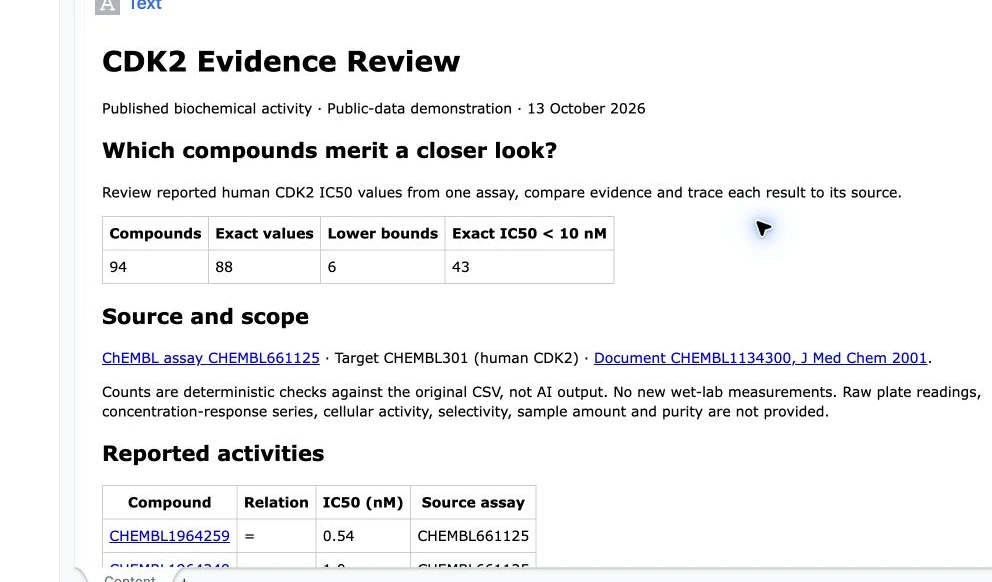 A Text
CDK2 Evidence Review
Published biochemical activity · Public-data demonstration · 13 October 2026
Which compounds merit a closer look?
Review reported human CDK2 IC50 values from one assay, compare evidence and trace each result to its source.
Compounds Exact values Lower bounds Exact IC50 < 10 nM
94 88 6 43
Source and scope
ChEMBL assay CHEMBL661125 · Target CHEMBL301 (human CDK2) · Document CHEMBL1134300, J Med Chem 2001.
Counts are deterministic checks against the original CSV, not AI output. No new wet-lab measurements. Raw plate readings,
concentration-response series, cellular activity, selectivity, sample amount and purity are not provided.
Reported activities
Compound Relation IC50 (nM) Source assay
CHEMBL1964259 = 0.54 CHEMBL661125
Content +